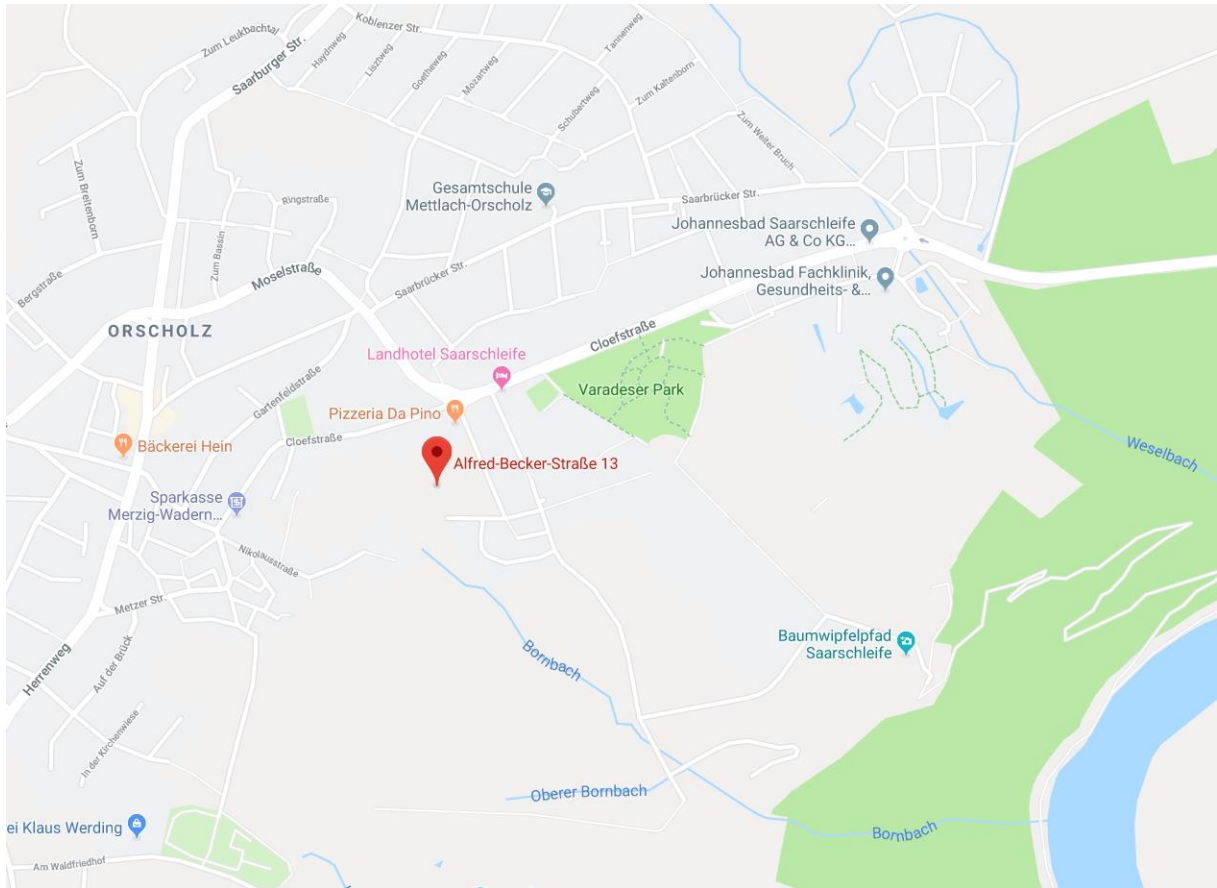 Zum Leukbachtal
Koblenzer Str.
Saarburger Str.
Haydnweg
Lisztweg
Goetheweg
Mozartweg
Tannenweg
Schubertweg
Zum Kaltenborn
Zum Weiter Bruch
Zum Breitenborn
Gesamtschule
Mettlach-Orscholz
Ringstraße
Saarbrücker Str.
Johannesbad Saarschleife
AG & Co KG...
Zum Bassin
Moselstraße
Saarbrücker Str.
Johannesbad Fachklinik,
Gesundheits- &...
Bergstraße
ORSCHOLZ
Cloefstraße
Landhotel Saarschleife
Gartenfeldstraße
Varadeser Park
Pizzeria Da Pino
Cloefstraße
Bäckerei Hein
Weselbach
Alfred-Becker-Straße 13
Sparkasse
Merzig-Wadern...
Nikolausstraße
Metzer Str.
Auf der Brück
Herrenweg
Bornbach
Baumwipfelpfad
Saarschleife
In der Kirchenwiese
Oberer Bornbach
ei Klaus Werding
Bornbach
Am Waldfriedhof